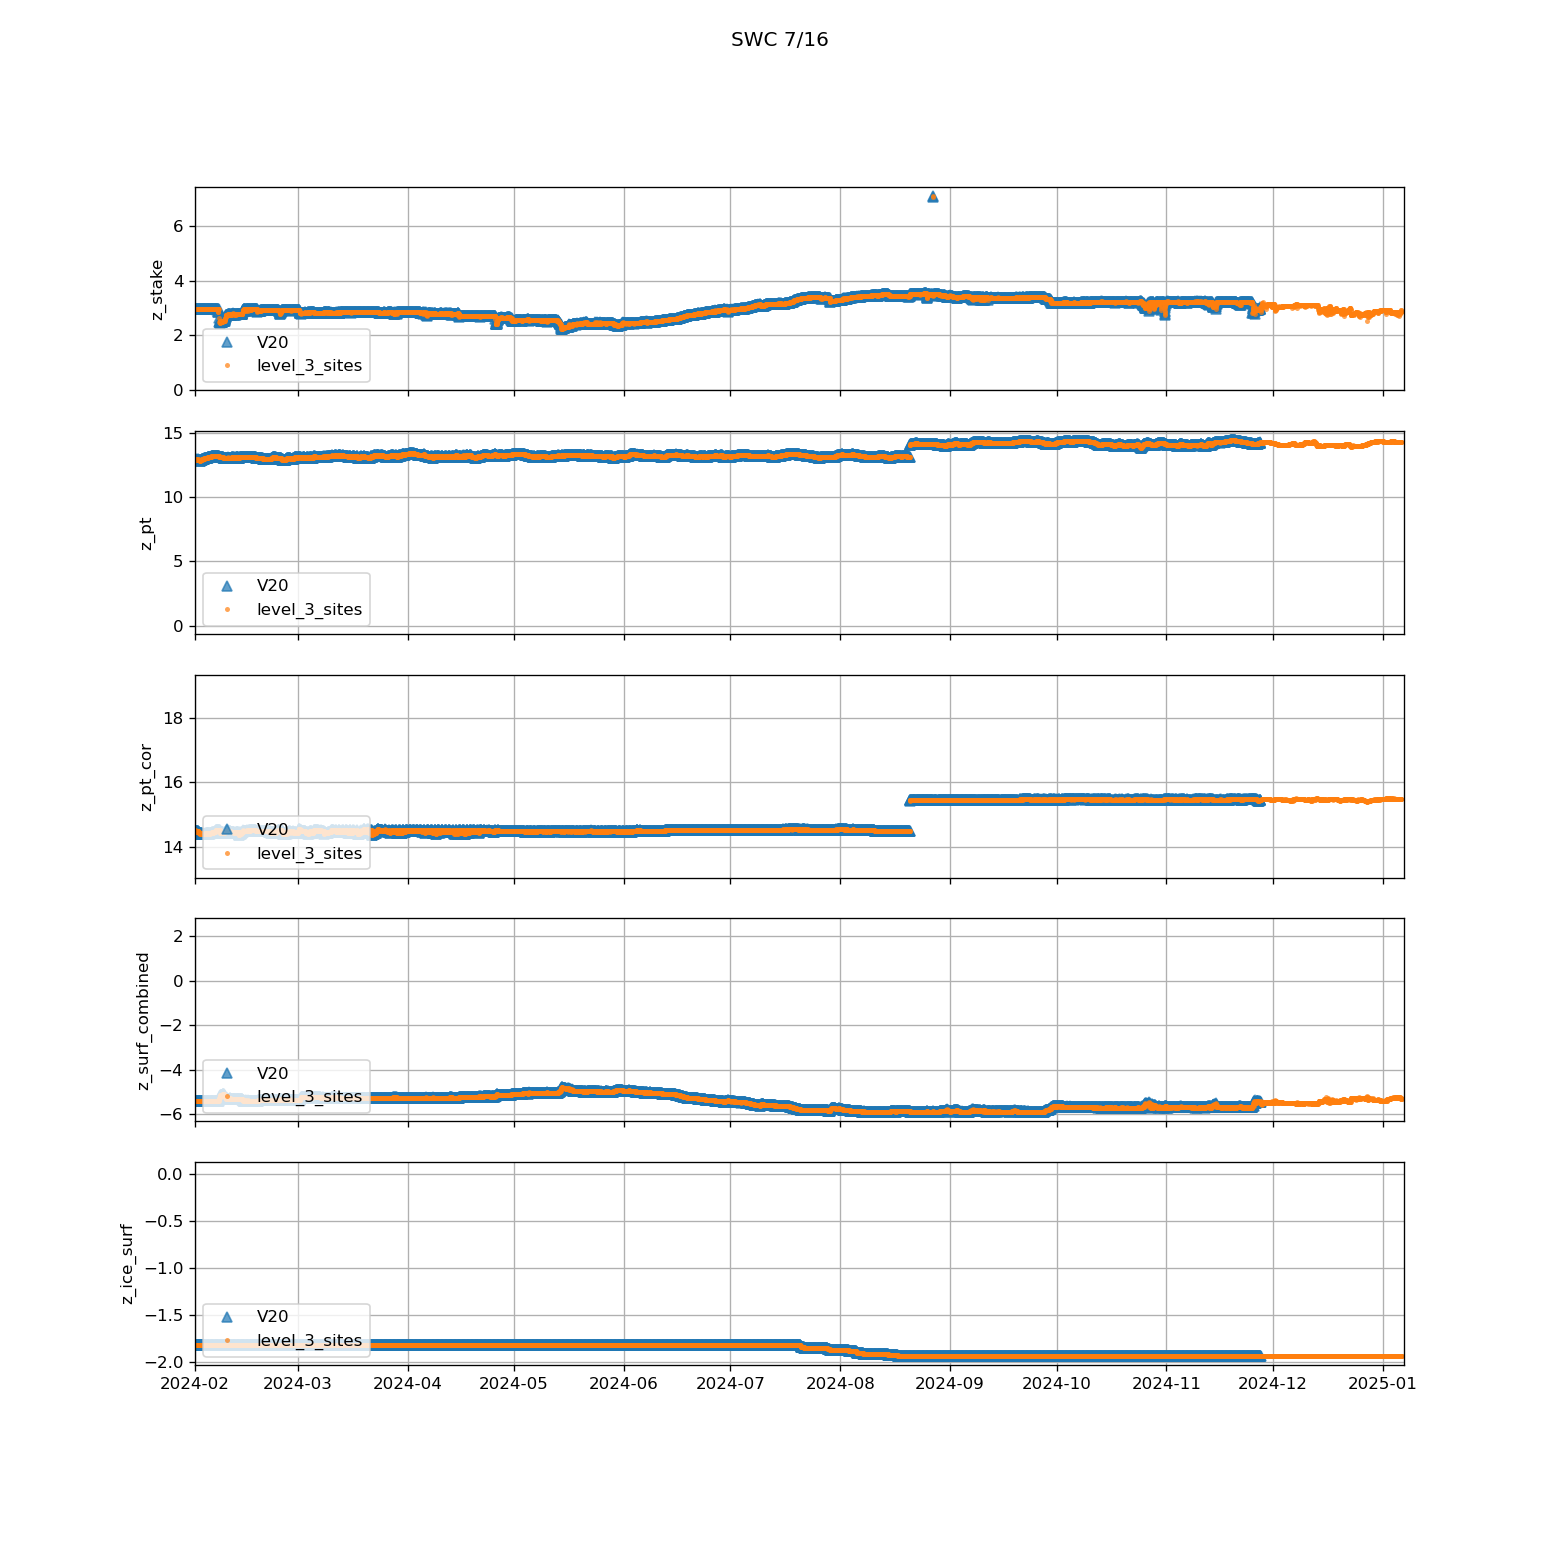 SWC 7/16
z_stake
6
4
2
0
V20
level_3_sites
z_pt
15
10
5
0
V20
level_3_sites
z_pt_cor
18
16
14
V20
level_3_sites
z_surf_combined
2
0
−2
−4
−6
V20
level_3_sites
z_ice_surf
0.0
−0.5
−1.0
−1.5
−2.0
V20
level_3_sites
2024-02 2024-03 2024-04 2024-05 2024-06 2024-07 2024-08 2024-09 2024-10 2024-11 2024-12 2025-01